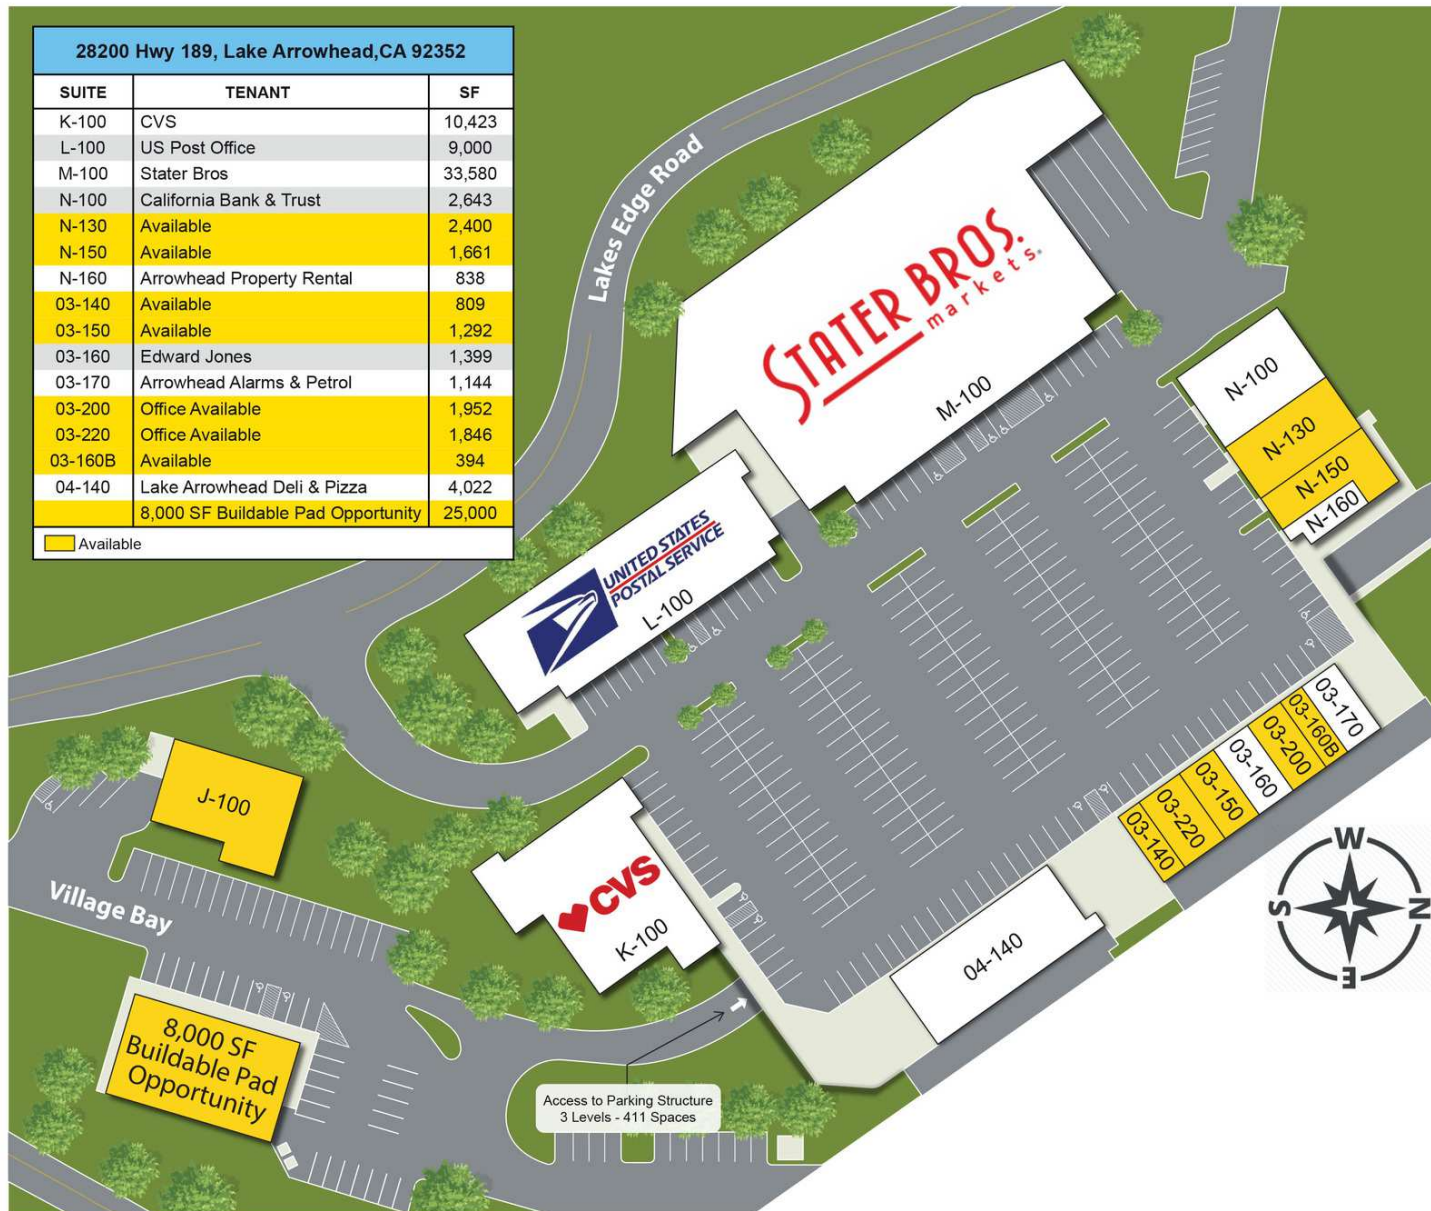 28200 Hwy 189, Lake Arrowhead,CA 92352
SUITE TENANT SF
K-100 CVS 10,423
L-100 US Post Office 9,000
M-100 Stater Bros 33,580
N-100 California Bank & Trust 2,643
N-130 Available 2,400
N-150 Available 1,661
N-160 Arrowhead Property Rental 838
03-140 Available 809
03-150 Available 1,292
03-160 Edward Jones 1,399
03-170 Arrowhead Alarms & Petrol 1,144
03-200 Office Available 1,952
03-220 Office Available 1,846
03-160B Available 394
04-140 Lake Arrowhead Deli & Pizza 4,022
8,000 SF Buildable Pad Opportunity 25,000
Available
Lakes Edge Road
STATER BROS.
markets.
M-100
N-100
N-130
N-150
N-160
UNITED STATES
POSTAL SERVICE
L-100
03-170
03-160B
03-200
03-160
03-150
03-220
03-140
J-100
Village Bay
CVS
K-100
04-140
W
S
N
E
8,000 SF
Buildable Pad
Opportunity
Access to Parking Structure
3 Levels - 411 Spaces